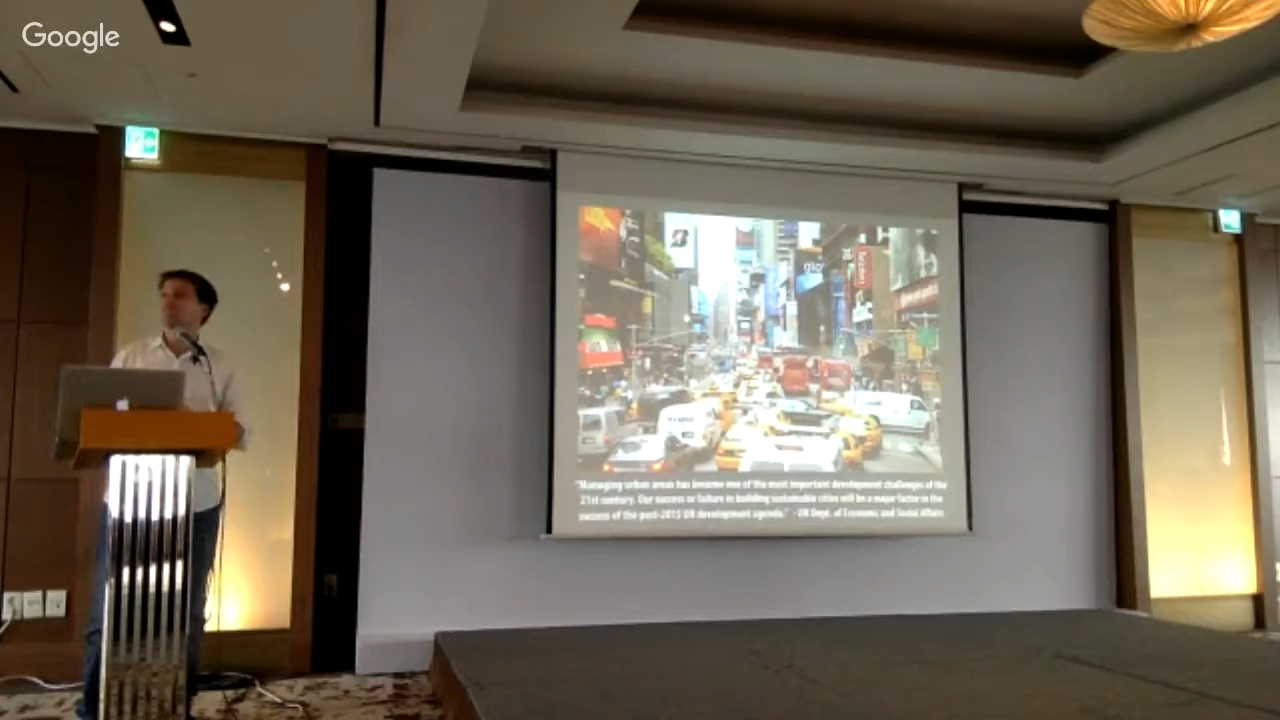 Google
"Managing urban areas has become one of the most important development challenges of the
21st century. Our success or failure in building sustainable cities will be a major factor in the
success of the post-2015 UN development agenda." - UN Dept. of Economic and Social Affairs